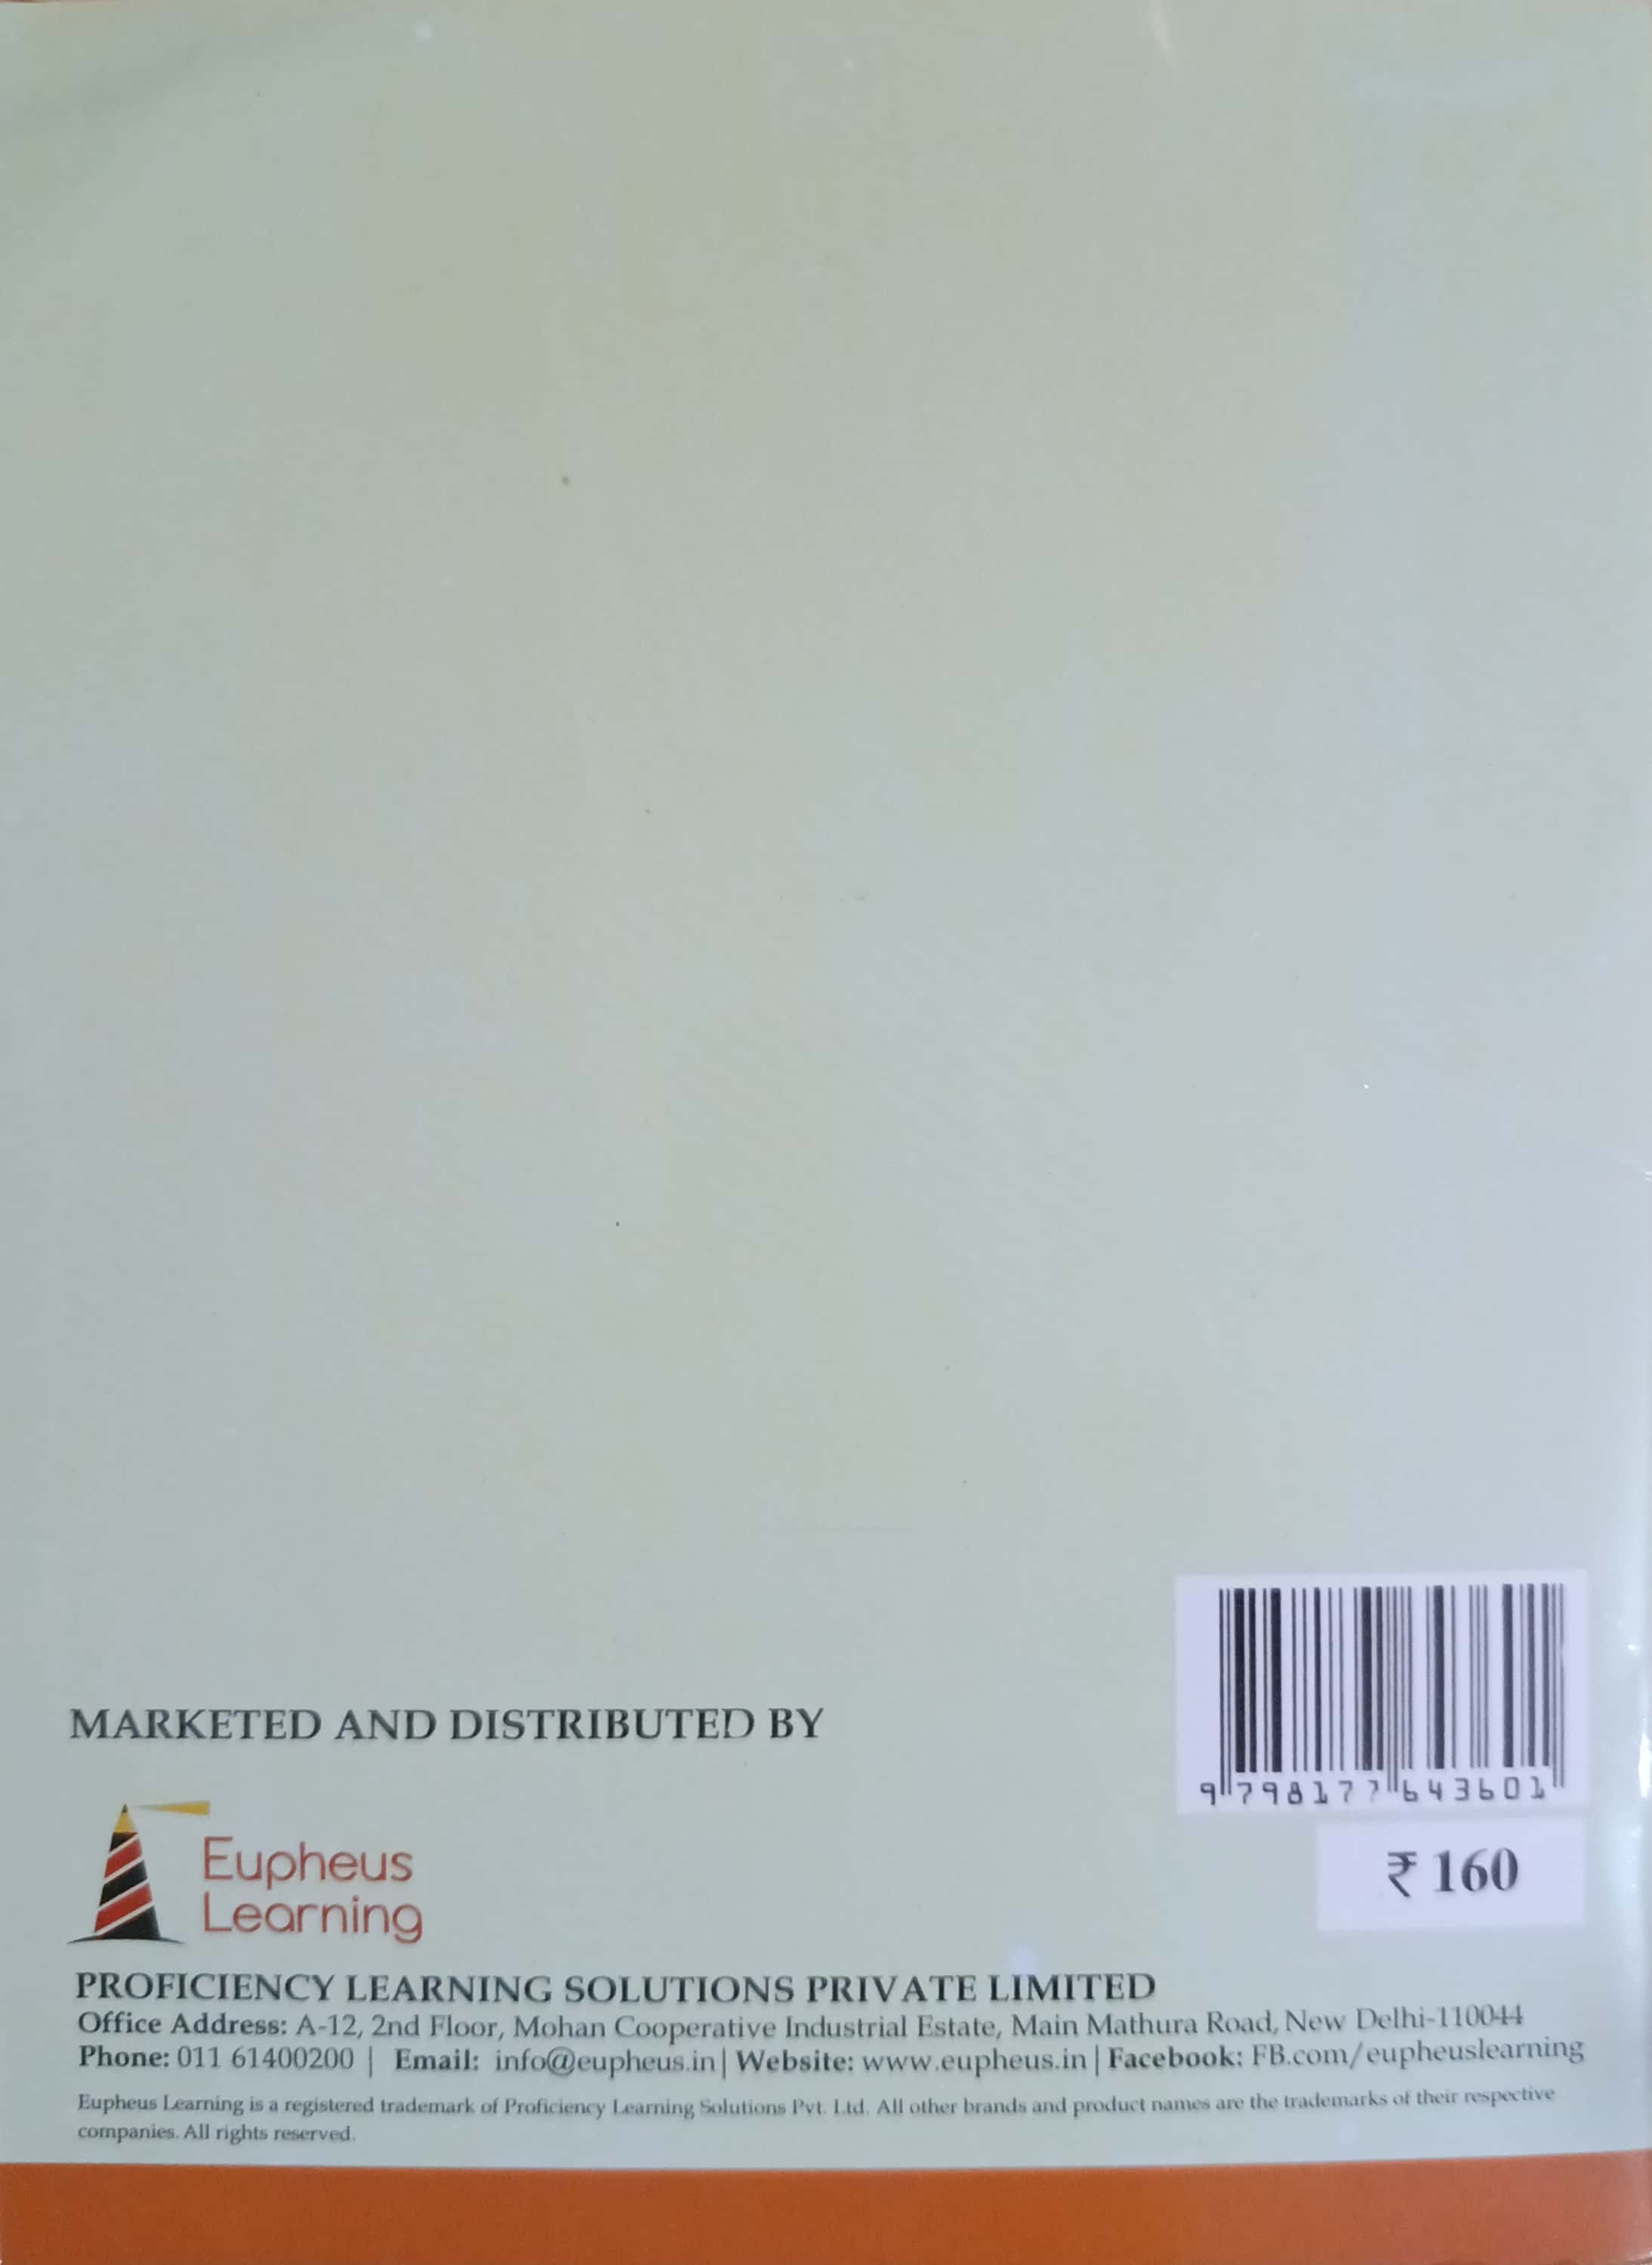 MARKETED AND DISTRIBUTED BY
9 798177 643601
₹ 160
Eupheus
Learning
PROFICIENCY LEARNING SOLUTIONS PRIVATE LIMITED
Office Address: A-12, 2nd Floor, Mohan Cooperative Industrial Estate, Main Mathura Road, New Delhi-110044
Phone: 011 61400200 | Email: info@eupheus.in | Website: www.eupheus.in | Facebook: FB.com/eupheuslearning
Eupheus Learning is a registered trademark of Proficiency Learning Solutions Pvt. Ltd. All other brands and product names are the trademarks of their respective
companies. All rights reserved.